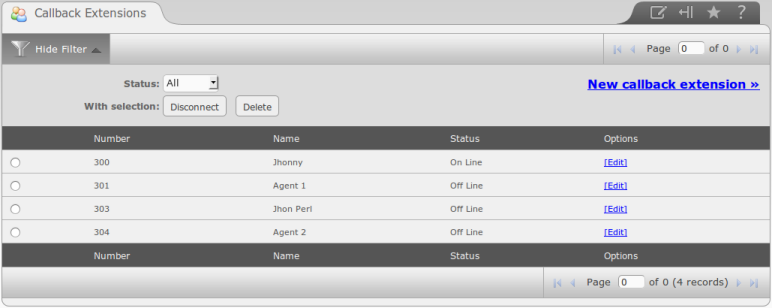 Callback Extensions
?
Hide Filter Page 0 of 0
Status: All
New callback extension »
With selection: Disconnect Delete
Number Name Status Options
300 Jhonny On Line [Edit]
301 Agent 1 Off Line [Edit]
303 Jhon Perl Off Line [Edit]
304 Agent 2 Off Line [Edit]
Number Name Status Options
Page 0 of 0 (4 records)